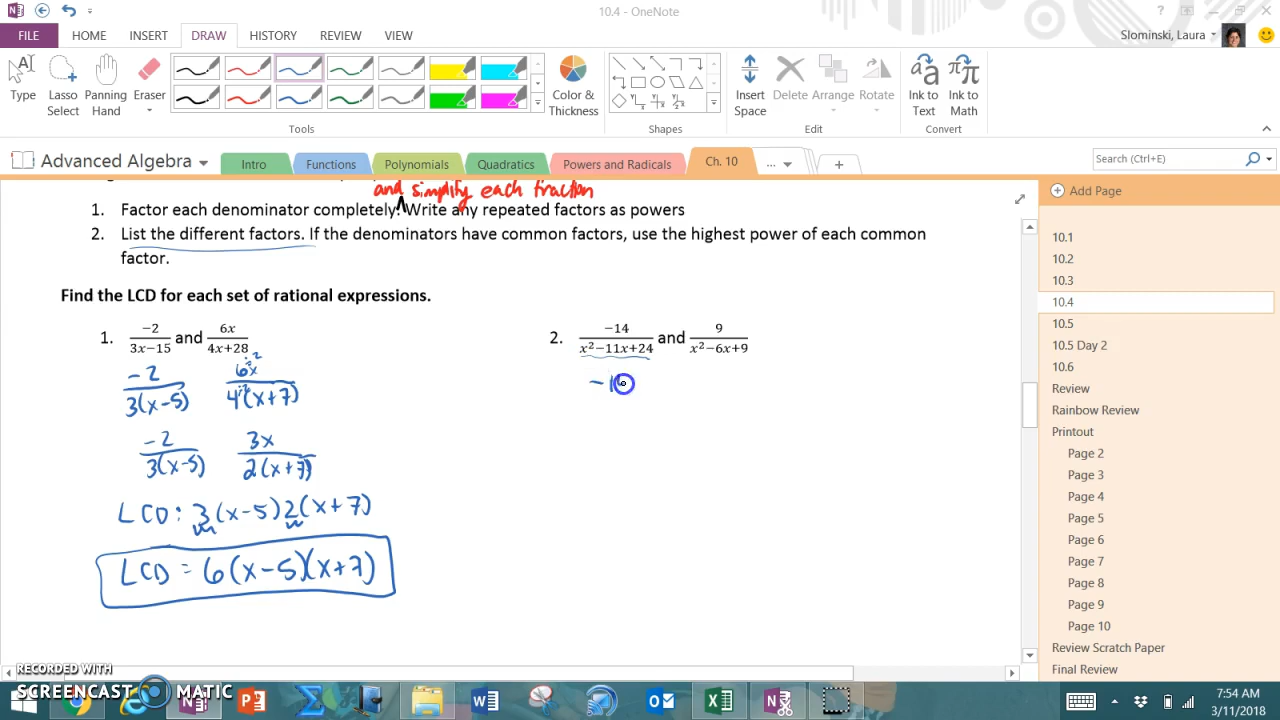 10.4 - OneNote
FILE HOME INSERT DRAW HISTORY REVIEW VIEW
Slominski, Laura
Type Lasso Select Panning Hand Eraser
Color & Thickness
Insert Space Delete Arrange Rotate Ink to Text Ink to Math
Tools Shapes Edit Convert
Advanced Algebra Intro Functions Polynomials Quadratics Powers and Radicals Ch. 10 ...
Search (Ctrl+E)
Add Page
and simplify each fraction
1. Factor each denominator completely. Write any repeated factors as powers
2. List the different factors. If the denominators have common factors, use the highest power of each common
factor.
Find the LCD for each set of rational expressions.
1. -2/(3x-15) and 6x/(4x+28)
2. -14/(x²-11x+24) and 9/(x²-6x+9)
-2/3(x-5) 6x÷2/4÷2(x+7)
-2/3(x-5) 3x/2(x+7)
LCD: 3(x-5)2(x+7)
LCD = 6(x-5)(x+7)
10.1
10.2
10.3
10.4
10.5
10.5 Day 2
10.6
Review
Rainbow Review
Printout
Page 2
Page 3
Page 4
Page 5
Page 6
Page 7
Page 8
Page 9
Page 10
Review Scratch Paper
Final Review
RECORDED WITH
SCREENCAST MATIC
7:54 AM
3/11/2018